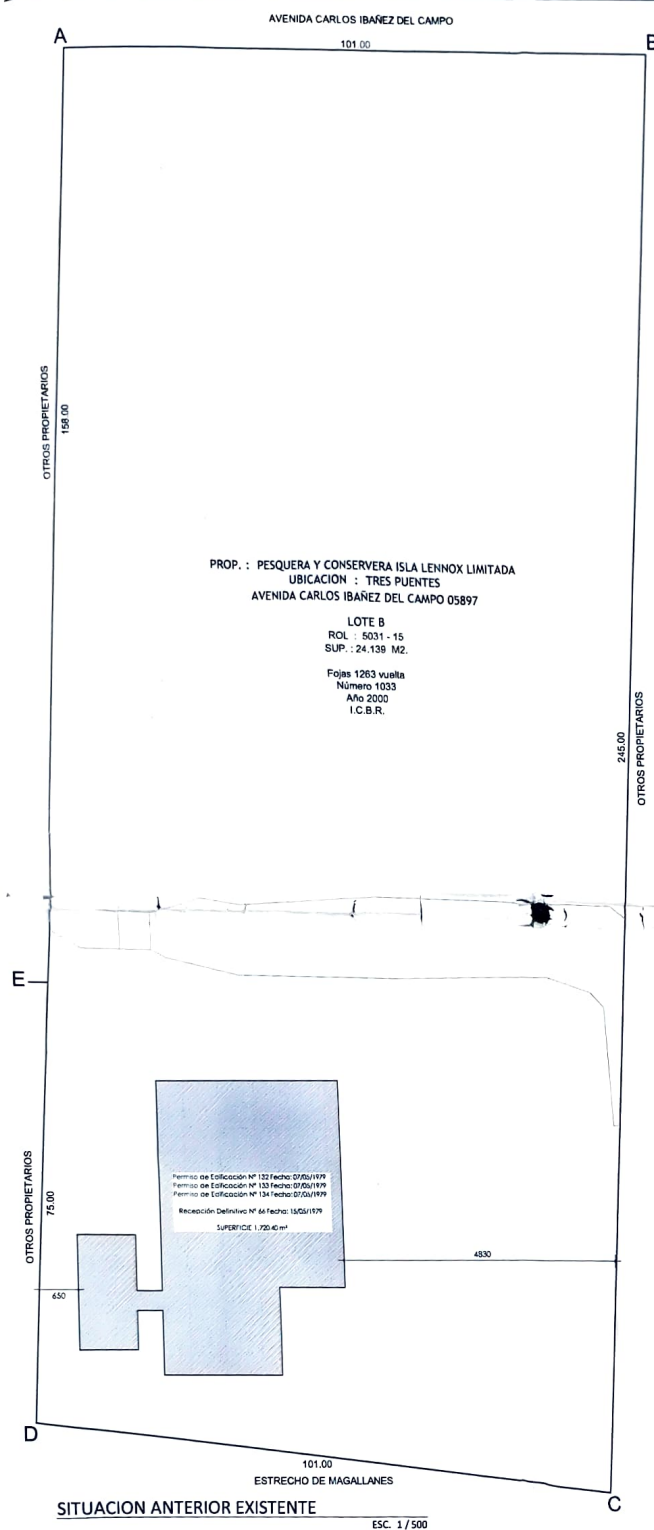 AVENIDA CARLOS IBAÑEZ DEL CAMPO
A
101.00
B
OTROS PROPIETARIOS
158.00
PROP. : PESQUERA Y CONSERVERA ISLA LENNOX LIMITADA
UBICACION : TRES PUENTES
AVENIDA CARLOS IBAÑEZ DEL CAMPO 05897
LOTE B
ROL : 5031 - 15
SUP. : 24.139 M2.
Fojas 1263 vuelta
Número 1033
Año 2000
I.C.B.R.
245.00
OTROS PROPIETARIOS
E
OTROS PROPIETARIOS
75.00
Permiso de Edificación Nº 132 Fecha: 07/05/1979
Permiso de Edificación Nº 133 Fecha: 07/05/1979
Permiso de Edificación Nº 134 Fecha: 07/05/1979
Recepción Definitiva Nº 66 Fecha: 15/05/1979
SUPERFICIE 1.720.40 m²
4830
650
D
101.00
ESTRECHO DE MAGALLANES
C
SITUACION ANTERIOR EXISTENTE
ESC. 1 / 500